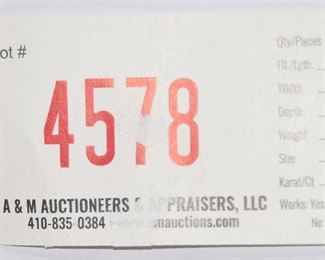 ot #
4578
A & M AUCTIONEERS & APPRAISERS, LLC
410-835-0384
mauctions.com
Qty/Pieces
Ht./Lgth.
Width
Depth
Weight
Size
Karat/Ct
Works: Yes
No